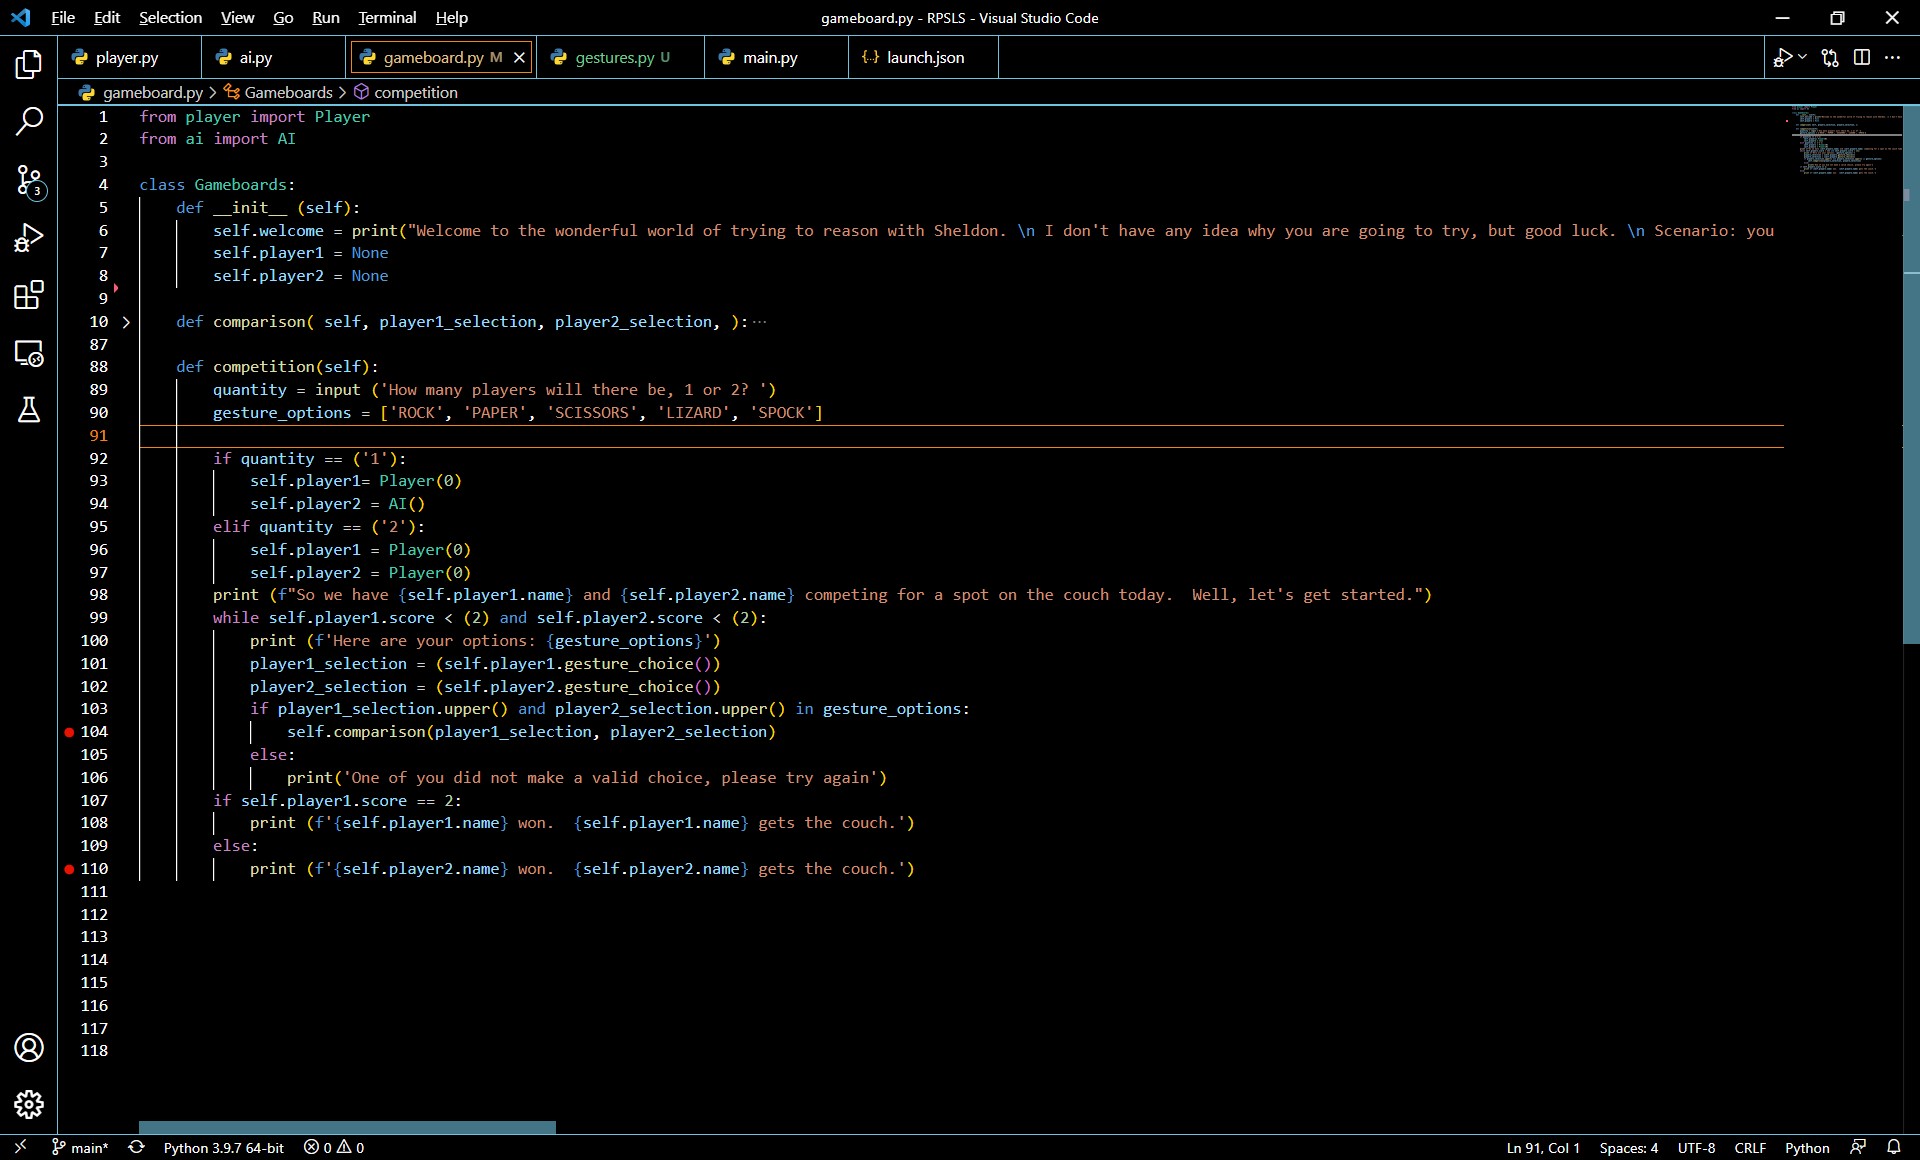 File Edit Selection View Go Run Terminal Help gameboard.py - RPSLS - Visual Studio Code
player.py ai.py gameboard.py M gestures.py U main.py {..} launch.json
gameboard.py > Gameboards > competition
1 from player import Player
2 from ai import AI
3
4 class Gameboards:
5 def __init__ (self):
6 self.welcome = print("Welcome to the wonderful world of trying to reason with Sheldon. \n I don't have any idea why you are going to try, but good luck. \n Scenario: you
7 self.player1 = None
8 self.player2 = None
9
10 def comparison( self, player1_selection, player2_selection, ):···
87
88 def competition(self):
89 quantity = input ('How many players will there be, 1 or 2? ')
90 gesture_options = ['ROCK', 'PAPER', 'SCISSORS', 'LIZARD', 'SPOCK']
91
92 if quantity == ('1'):
93 self.player1= Player(0)
94 self.player2 = AI()
95 elif quantity == ('2'):
96 self.player1 = Player(0)
97 self.player2 = Player(0)
98 print (f"So we have {self.player1.name} and {self.player2.name} competing for a spot on the couch today.  Well, let's get started.")
99 while self.player1.score < (2) and self.player2.score < (2):
100 print (f'Here are your options: {gesture_options}')
101 player1_selection = (self.player1.gesture_choice())
102 player2_selection = (self.player2.gesture_choice())
103 if player1_selection.upper() and player2_selection.upper() in gesture_options:
104 self.comparison(player1_selection, player2_selection)
105 else:
106 print('One of you did not make a valid choice, please try again')
107 if self.player1.score == 2:
108 print (f'{self.player1.name} won.  {self.player1.name} gets the couch.')
109 else:
110 print (f'{self.player2.name} won.  {self.player2.name} gets the couch.')
111
112
113
114
115
116
117
118
3
main* Python 3.9.7 64-bit 0 0 Ln 91, Col 1 Spaces: 4 UTF-8 CRLF Python